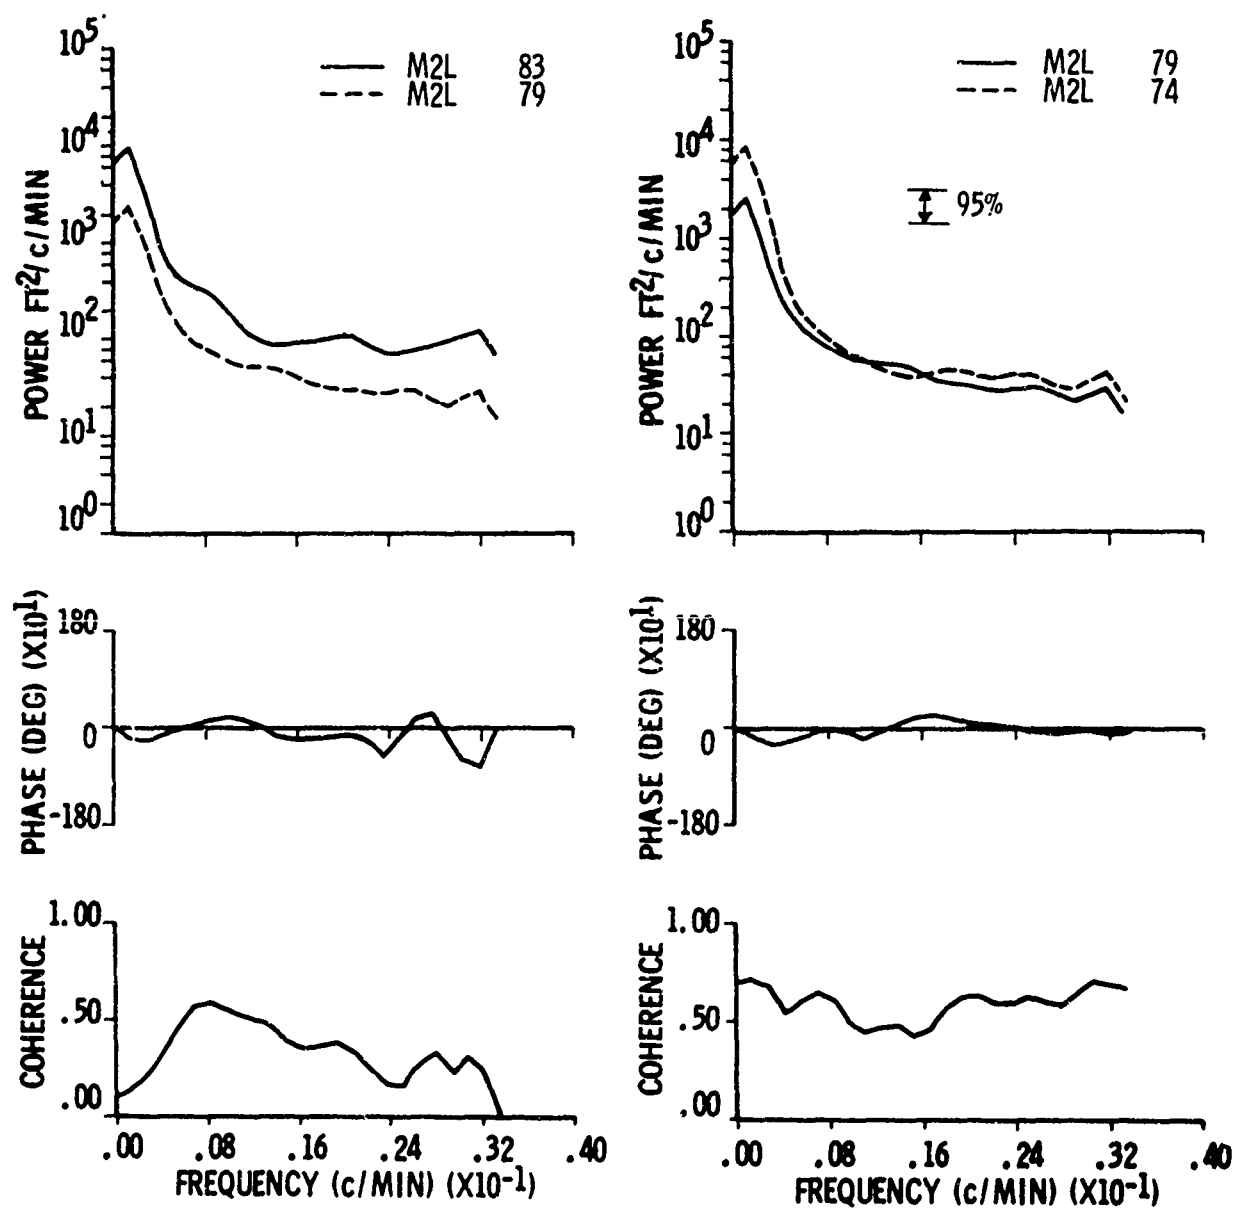 M2L 83
M2L 79
10^5
10^4
10^3
10^2
10^1
10^0
POWER FT^2/c/MIN
M2L 79
M2L 74
95%
10^5
10^4
10^3
10^2
10^1
10^0
POWER FT^2/c/MIN
180
0
-180
PHASE (DEG) (X10^1)
180
0
-180
PHASE (DEG) (X10^1)
1.00
.50
.00
COHERENCE
.00 .08 .16 .24 .32 .40
FREQUENCY (c/MIN) (X10^-1)
1.00
.50
.00
COHERENCE
.00 .08 .16 .24 .32 .40
FREQUENCY (c/MIN) (X10^-1)